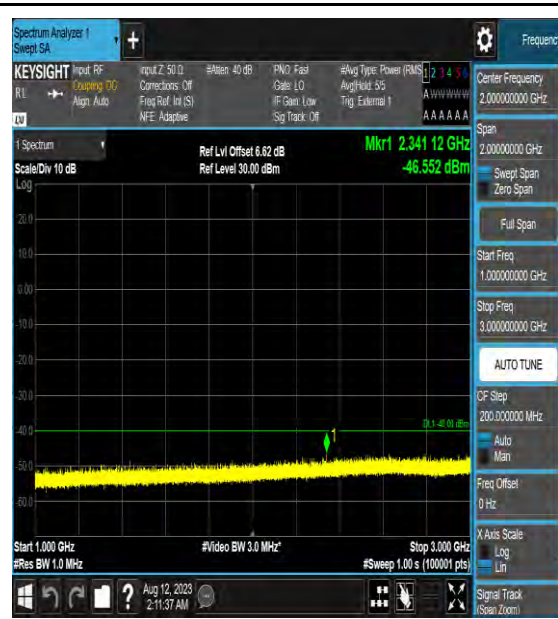 Spectrum Analyzer 1
Swept SA
Frequenc
KEYSIGHT
RL
Input: RF
Coupling: DC
Align: Auto
Input Z: 50 Ω
Corrections: Off
Freq Ref: Int (S)
NFE: Adaptive
#Atten: 40 dB
PNO: Fast
Gate: LO
IF Gain: Low
Sig Track: Off
#Avg Type: Power (RMS
Avg|Hold: 5/5
Trig: External 1
1 2 3 4 5 6
A W W W W W
A A A A A A
1 Spectrum
Scale/Div 10 dB
Log
Ref Lvl Offset 6.62 dB
Ref Level 30.00 dBm
Mkr1 2.341 12 GHz
-46.552 dBm
20.0
10.0
0.00
-10.0
-20.0
-30.0
-40.0
-50.0
-60.0
DL1 -40.00 dBm
1
Start 1.000 GHz
#Res BW 1.0 MHz
#Video BW 3.0 MHz*
Stop 3.000 GHz
#Sweep 1.00 s (100001 pts)
Center Frequency
2.000000000 GHz
Span
2.00000000 GHz
Swept Span
Zero Span
Full Span
Start Freq
1.000000000 GHz
Stop Freq
3.000000000 GHz
AUTO TUNE
CF Step
200.000000 MHz
Auto
Man
Freq Offset
0 Hz
X Axis Scale
Log
Lin
Signal Track
(Span Zoom)
Aug 12, 2023
2:11:37 AM